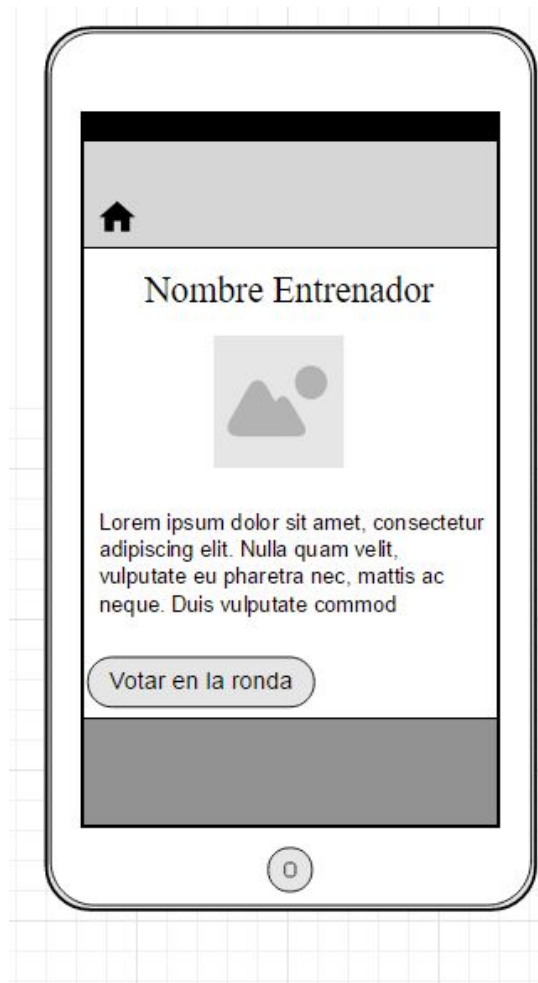 Nombre Entrenador
Lorem ipsum dolor sit amet, consectetur
adipiscing elit. Nulla quam velit,
vulputate eu pharetra nec, mattis ac
neque. Duis vulputate commod
Votar en la ronda